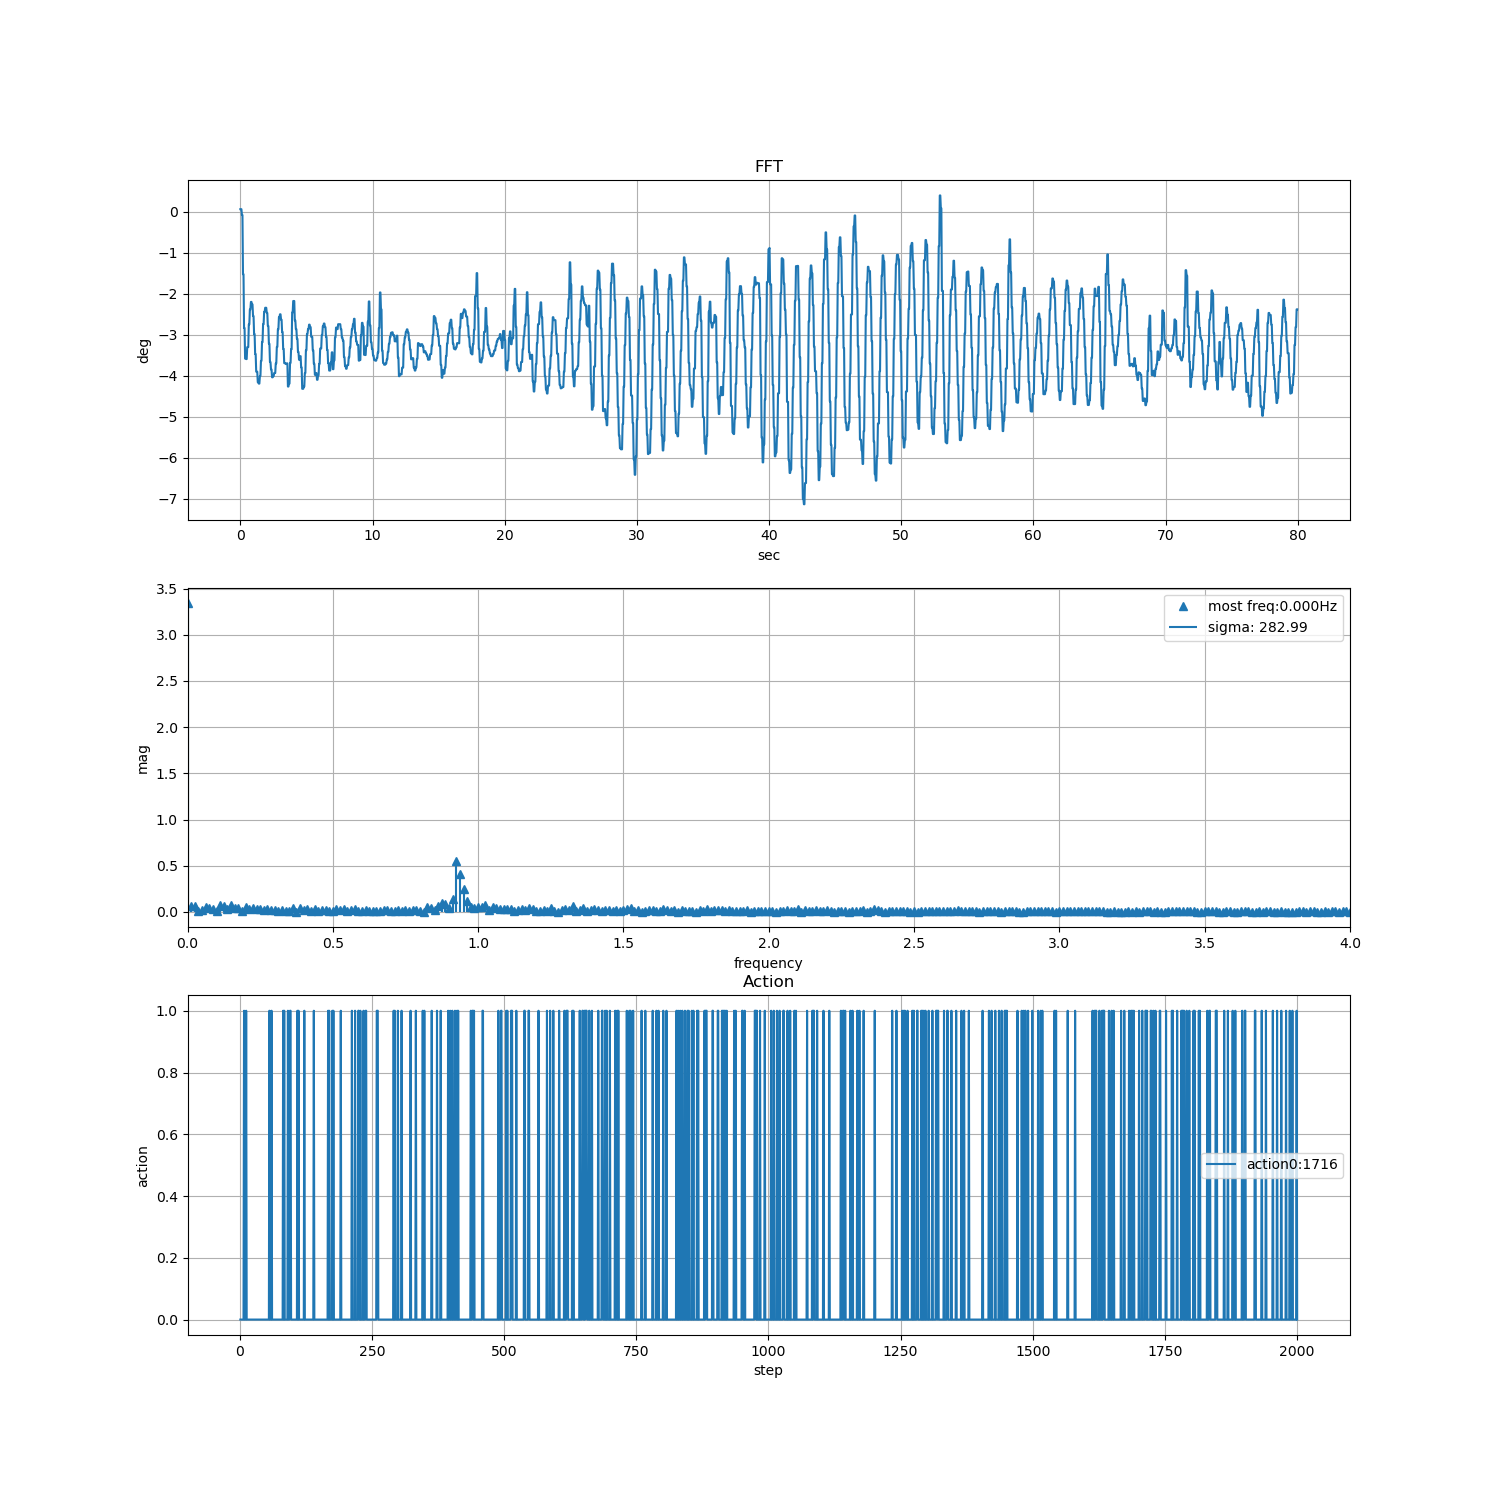 FFT
0
−1
−2
−3
−4
−5
−6
−7
deg
0 10 20 30 40 50 60 70 80
sec
3.5
3.0
2.5
2.0
1.5
1.0
0.5
0.0
mag
most freq:0.000Hz
sigma: 282.99
0.0 0.5 1.0 1.5 2.0 2.5 3.0 3.5 4.0
frequency
Action
1.0
0.8
0.6
0.4
0.2
0.0
action
action0:1716
0 250 500 750 1000 1250 1500 1750 2000
step